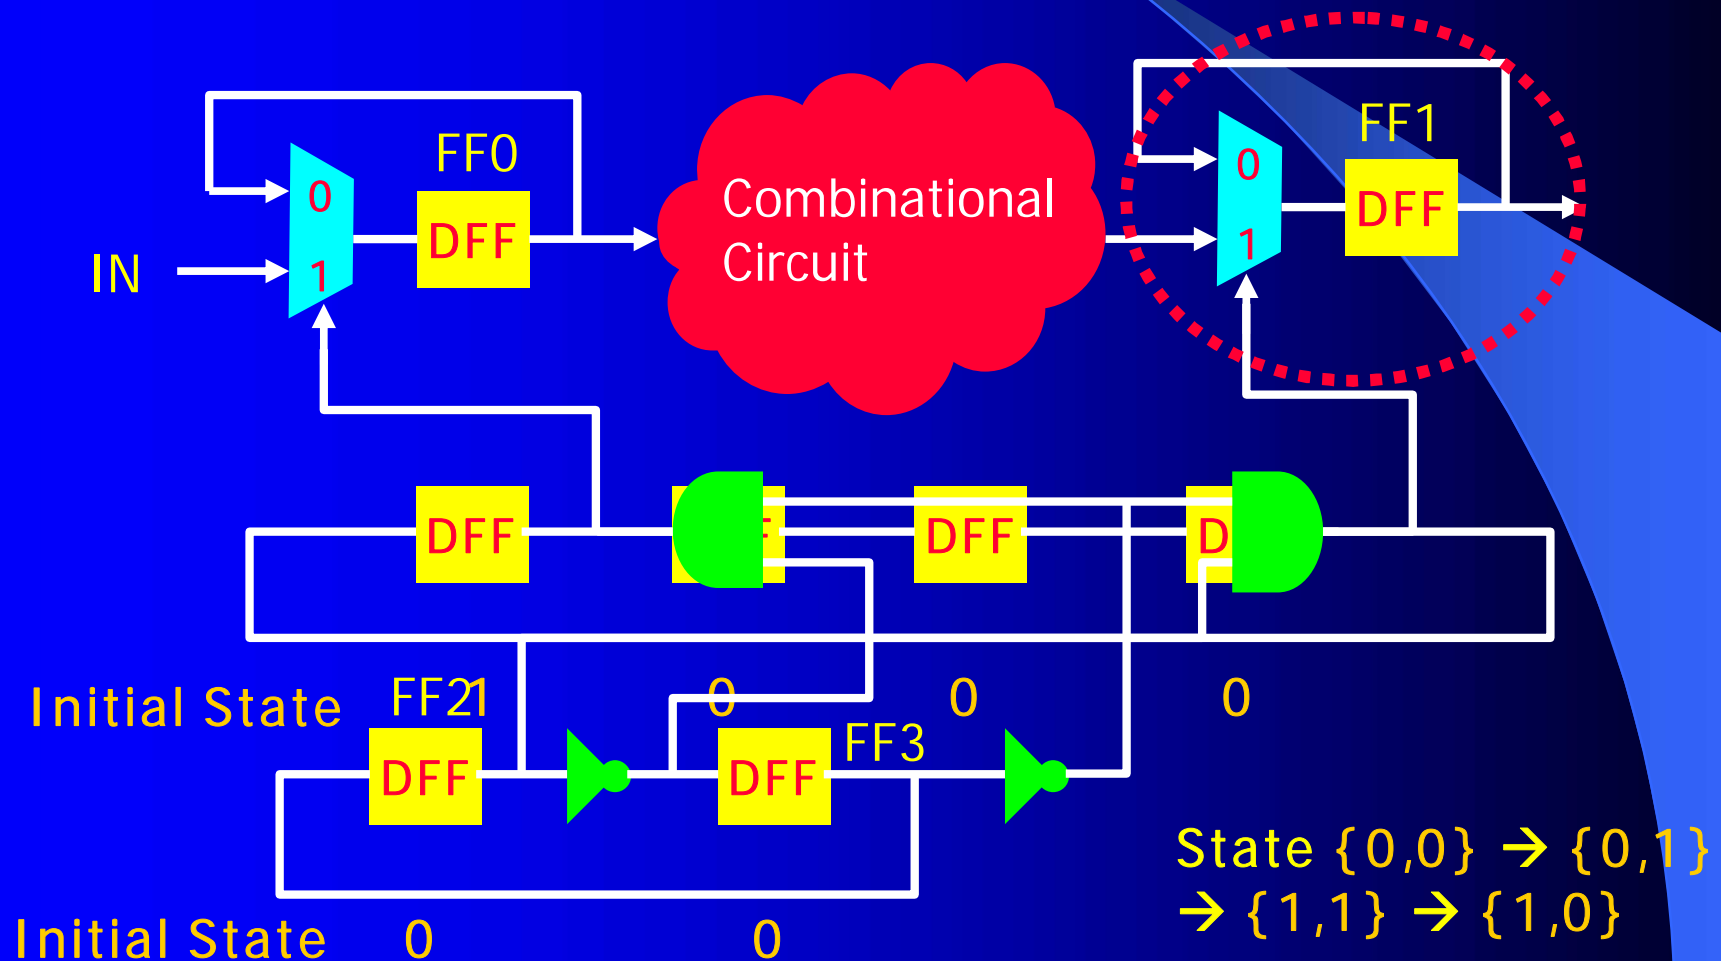 FF1
FF0
0
0
Combinational
Circuit
DFF
DFF
1
IN
1
DFF
F
DFF
D
Initial State
FF2
1
0
0
0
FF3
DFF
DFF
State {0,0} → {0,1}
→ {1,1} → {1,0}
Initial State
0
0